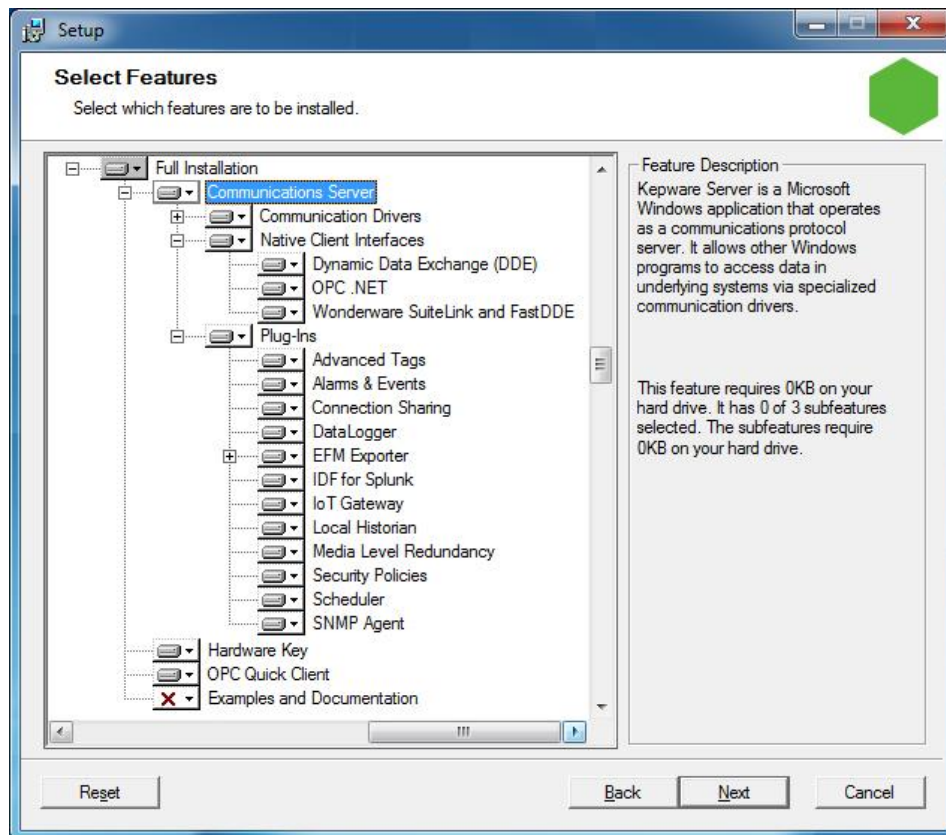 Setup
Select Features
Select which features are to be installed.
Full Installation
Communications Server
Communication Drivers
Native Client Interfaces
Dynamic Data Exchange (DDE)
OPC .NET
Wonderware SuiteLink and FastDDE
Plug-Ins
Advanced Tags
Alarms & Events
Connection Sharing
DataLogger
EFM Exporter
IDF for Splunk
IoT Gateway
Local Historian
Media Level Redundancy
Security Policies
Scheduler
SNMP Agent
Hardware Key
OPC Quick Client
Examples and Documentation
Feature Description
Kepware Server is a Microsoft
Windows application that operates
as a communications protocol
server. It allows other Windows
programs to access data in
underlying systems via specialized
communication drivers.
This feature requires 0KB on your
hard drive. It has 0 of 3 subfeatures
selected. The subfeatures require
0KB on your hard drive.
Reset
Back
Next
Cancel